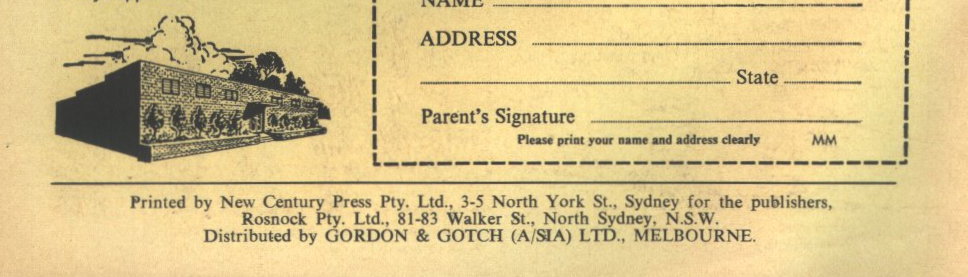 NAME
ADDRESS
State
Parent's Signature
Please print your name and address clearly MM
Printed by New Century Press Pty. Ltd., 3-5 North York St., Sydney for the publishers,
Rosnock Pty. Ltd., 81-83 Walker St., North Sydney, N.S.W.
Distributed by GORDON & GOTCH (A/SIA) LTD., MELBOURNE.